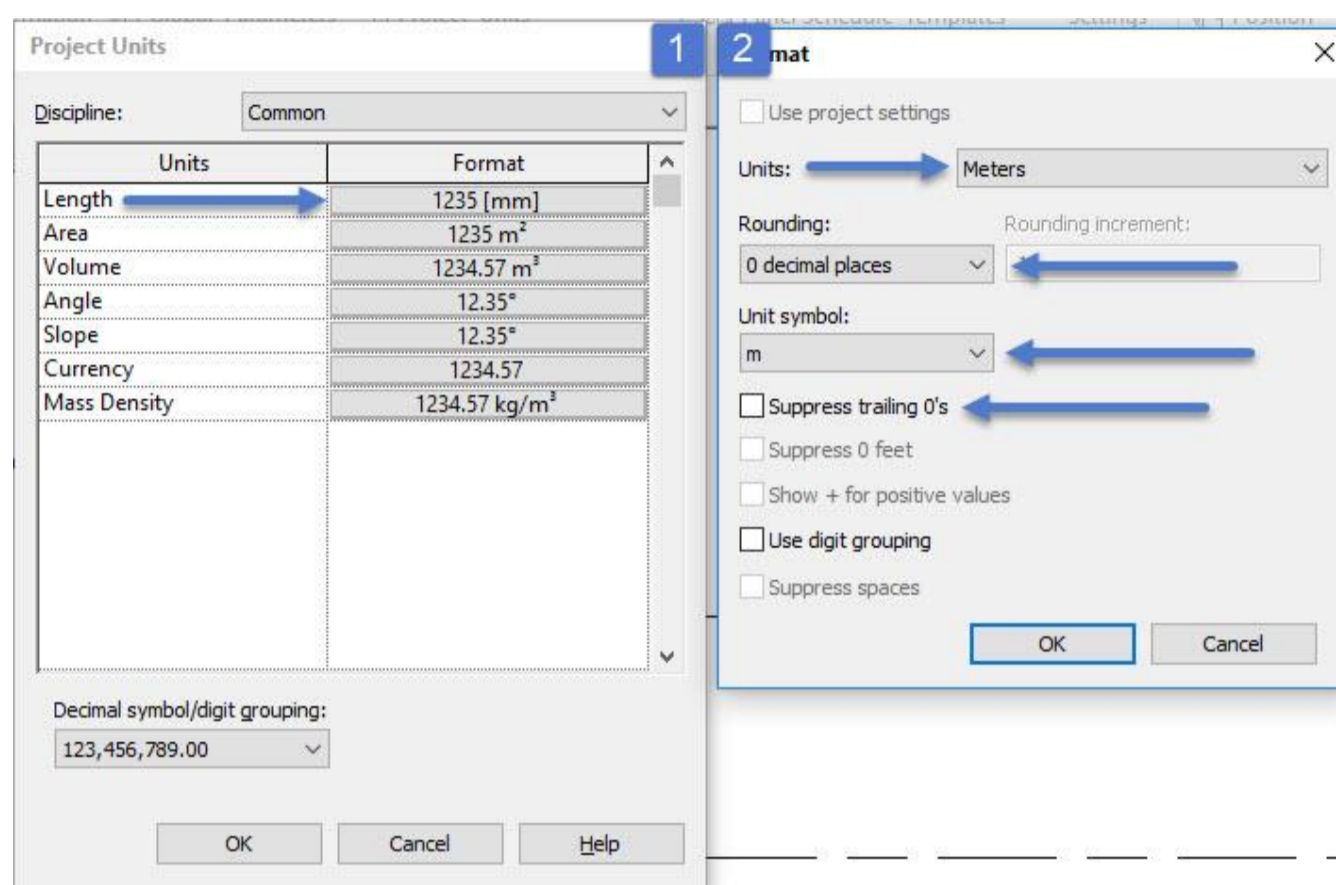 Project Units
1
Discipline: Common
Units Format
Length 1235 [mm]
Area 1235 m²
Volume 1234.57 m³
Angle 12.35°
Slope 12.35°
Currency 1234.57
Mass Density 1234.57 kg/m³
Decimal symbol/digit grouping:
123,456,789.00
OK Cancel Help
2 mat
Use project settings
Units: Meters
Rounding: Rounding increment:
0 decimal places
Unit symbol:
m
Suppress trailing 0's
Suppress 0 feet
Show + for positive values
Use digit grouping
Suppress spaces
OK Cancel